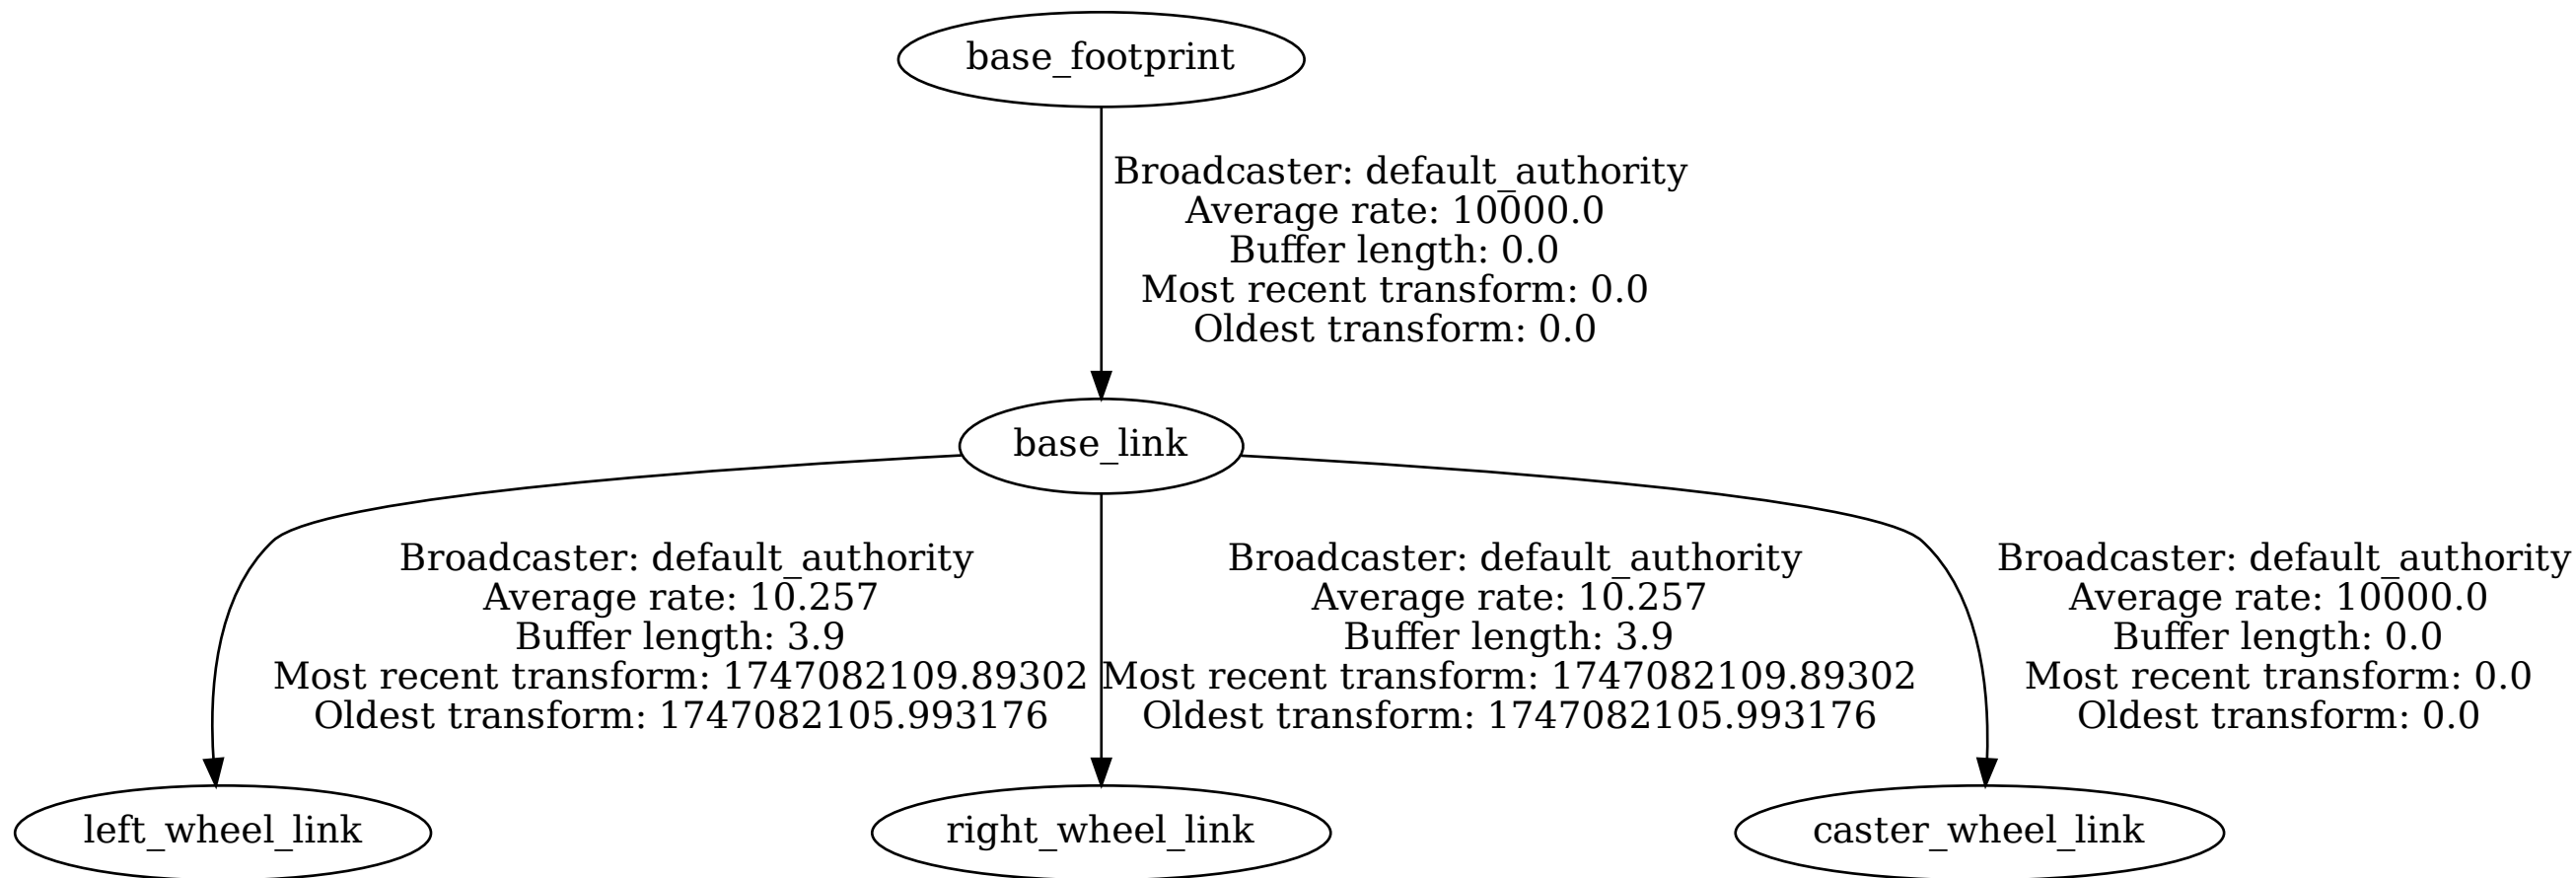 base_footprint
Broadcaster: default_authority
Average rate: 10000.0
Buffer length: 0.0
Most recent transform: 0.0
Oldest transform: 0.0
base_link
Broadcaster: default_authority
Average rate: 10.257
Buffer length: 3.9
Most recent transform: 1747082109.89302
Oldest transform: 1747082105.993176
Broadcaster: default_authority
Average rate: 10.257
Buffer length: 3.9
Most recent transform: 1747082109.89302
Oldest transform: 1747082105.993176
Broadcaster: default_authority
Average rate: 10000.0
Buffer length: 0.0
Most recent transform: 0.0
Oldest transform: 0.0
left_wheel_link
right_wheel_link
caster_wheel_link